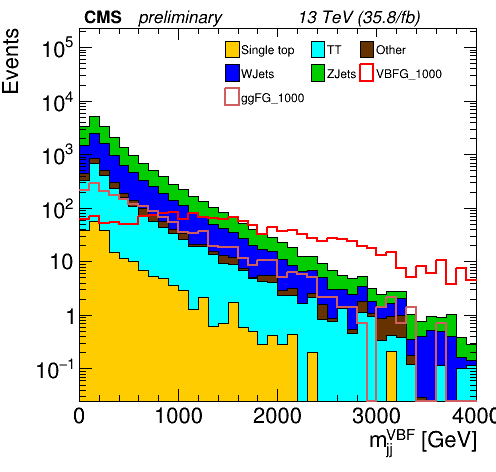 CMS preliminary 13 TeV (35.8/fb)
Events
Single top TT Other
WJets ZJets VBFG_1000
ggFG_1000
10^5
10^4
10^3
10^2
10
1
10^-1
0 1000 2000 3000 4000
m_jj^VBF [GeV]